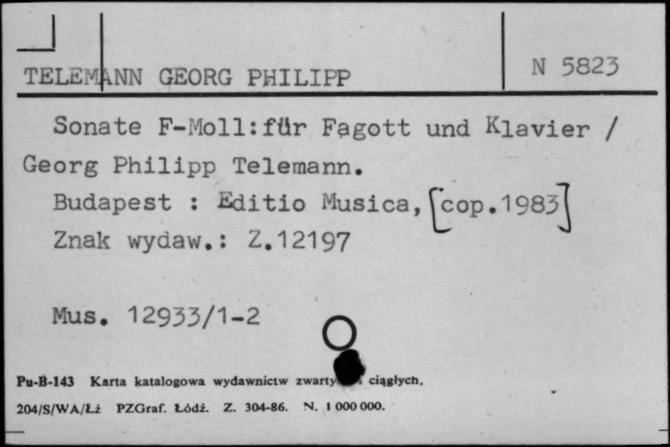 TELEMANN GEORG PHILIPP
N 5823
Sonate F-Moll:für Fagott und Klavier /
Georg Philipp Telemann.
Budapest : Editio Musica, [cop.1983]
Znak wydaw.: Z.12197
Mus. 12933/1-2
Pu-B-143 Karta katalogowa wydawnictw ciągłych.
204/S/WA/Łż PZGraf. Łódź. Z. 304-86. N. 1 000 000.